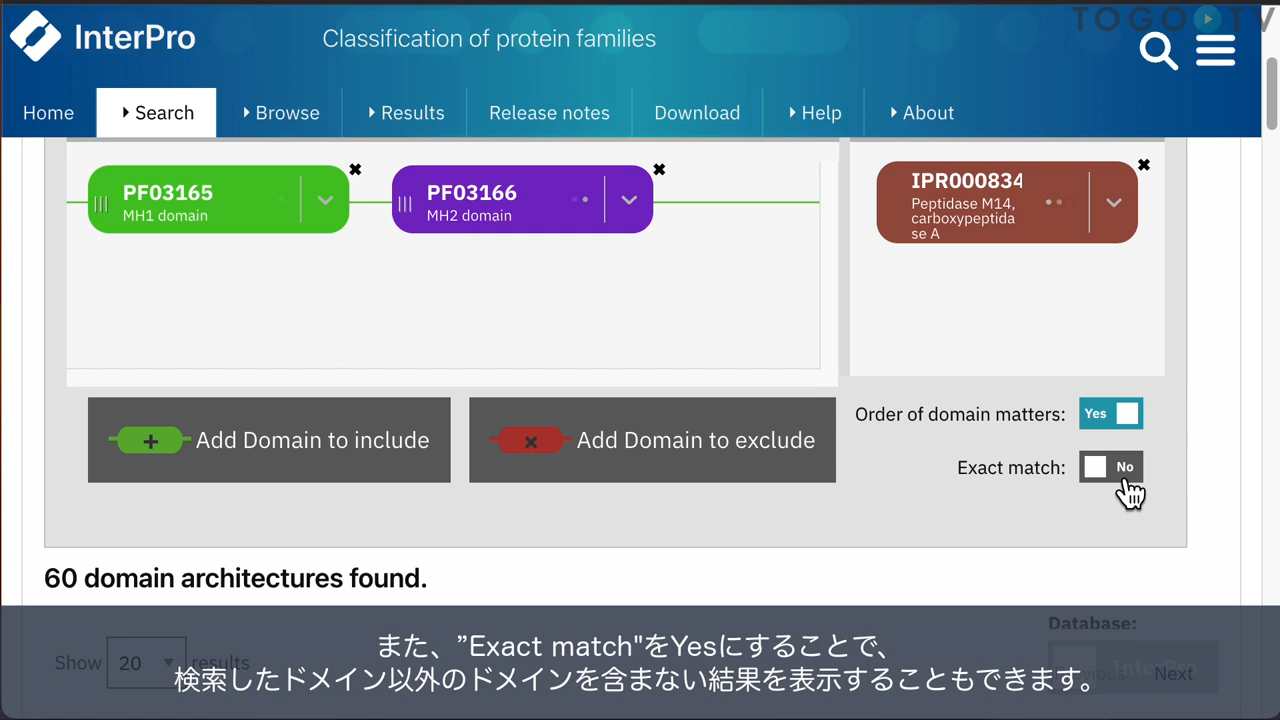 TOGO TV
InterPro
Classification of protein families
Home
Search
Browse
Results
Release notes
Download
Help
About
PF03165
MH1 domain
PF03166
MH2 domain
IPR000834
Peptidase M14,
carboxypeptida
se A
Add Domain to include
Add Domain to exclude
Order of domain matters: Yes
Exact match: No
60 domain architectures found.
Database:
Show 20 results
InterPro
Previous
Next
また、”Exact match"をYesにすることで、
検索したドメイン以外のドメインを含まない結果を表示することもできます。